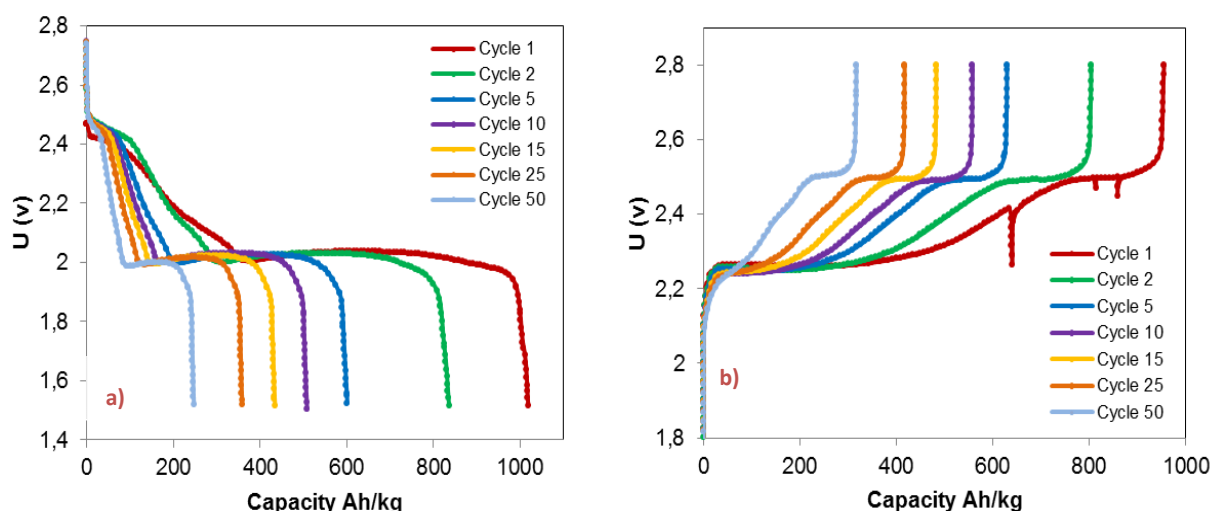 2,8
2,6
2,4
2,2
2
1,8
1,6
1,4
U (v)
0
200
400
600
800
1000
Capacity Ah/kg
Cycle 1
Cycle 2
Cycle 5
Cycle 10
Cycle 15
Cycle 25
Cycle 50
a)
2,8
2,6
2,4
2,2
2
1,8
U (v)
0
200
400
600
800
1000
Capacity Ah/kg
Cycle 1
Cycle 2
Cycle 5
Cycle 10
Cycle 15
Cycle 25
Cycle 50
b)